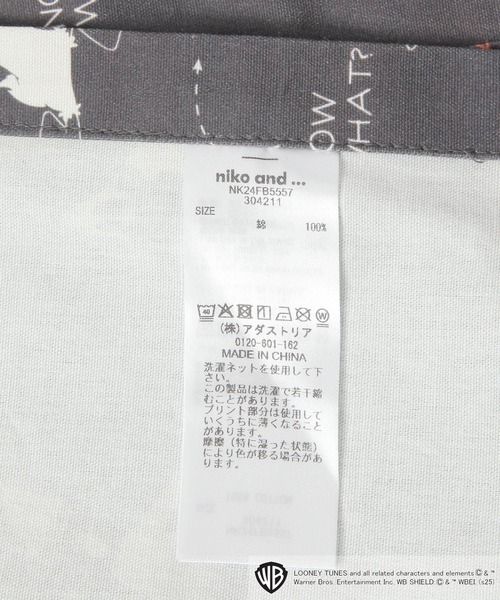 OW
WHAT?
niko and ...
NK24FB5557
304211
SIZE
綿 100%
40
W
(株)アダストリア
0120-601-162
MADE IN CHINA
洗濯ネットを使用して下
さい。
この製品は洗濯で若干縮
むことがあります。
プリント部分は使用して
いくうちに薄くなること
があります。
摩擦(特に湿った状態)
により色が移る場合があ
ります。
WB
LOONEY TUNES and all related characters and elements © & ™
Warner Bros. Entertainment Inc. WB SHIELD: © & ™ WBEI. (s25)